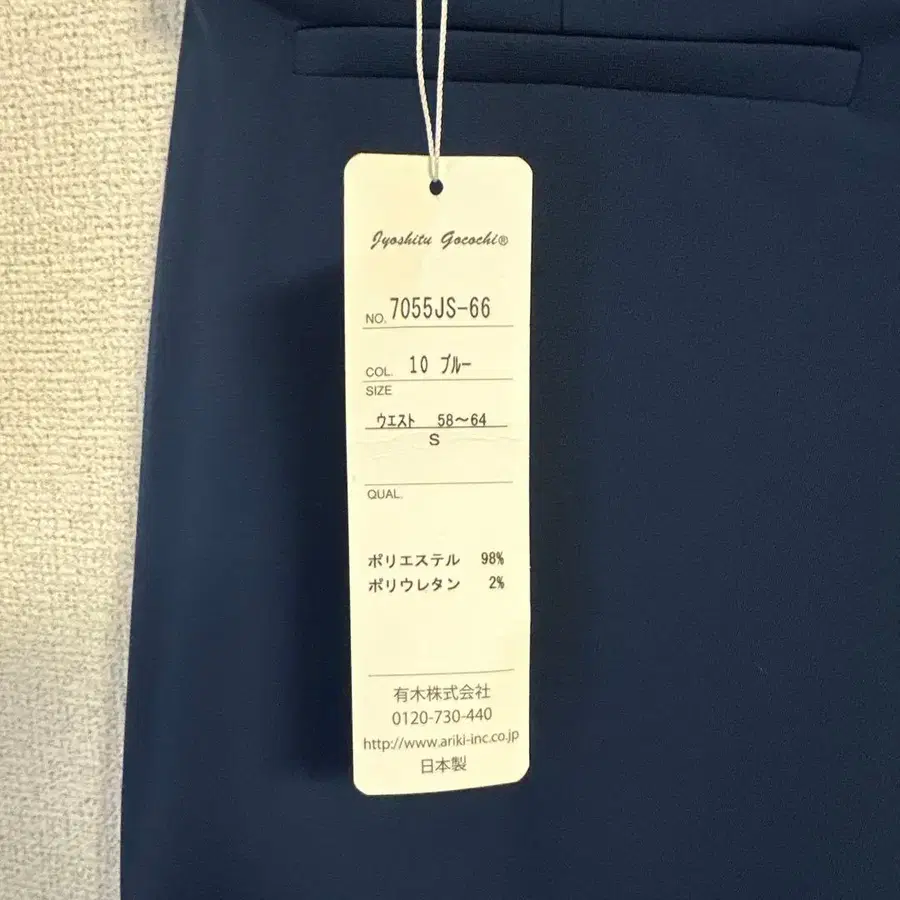 Jyoshitu Gocochi®
NO. 7055JS-66
COL. 10 ブルー
SIZE
ウエスト 58～64
S
QUAL.
ポリエステル 98%
ポリウレタン 2%
有木株式会社
0120-730-440
http://www.ariki-inc.co.jp
日本製